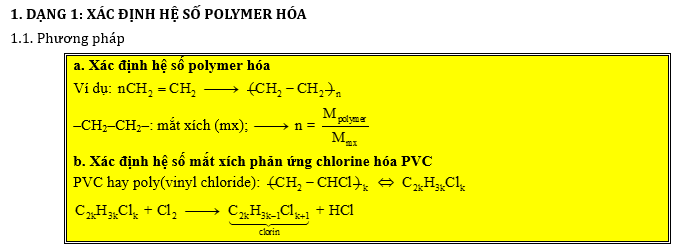 1. DẠNG 1: XÁC ĐỊNH HỆ SỐ POLYMER HÓA
1.1. Phương pháp
a. Xác định hệ số polymer hóa
Ví dụ: nCH₂ = CH₂ ⟶ (CH₂ − CH₂)ₙ
–CH₂–CH₂–: mắt xích (mx); ⟶ n = M_polymer / M_mx
b. Xác định hệ số mắt xích phản ứng chlorine hóa PVC
PVC hay poly(vinyl chloride): (CH₂ − CHCl)ₖ ⇔ C₂ₖH₃ₖClₖ
C₂ₖH₃ₖClₖ + Cl₂ ⟶ C₂ₖH₃ₖ₋₁Clₖ₊₁ + HCl
clorin